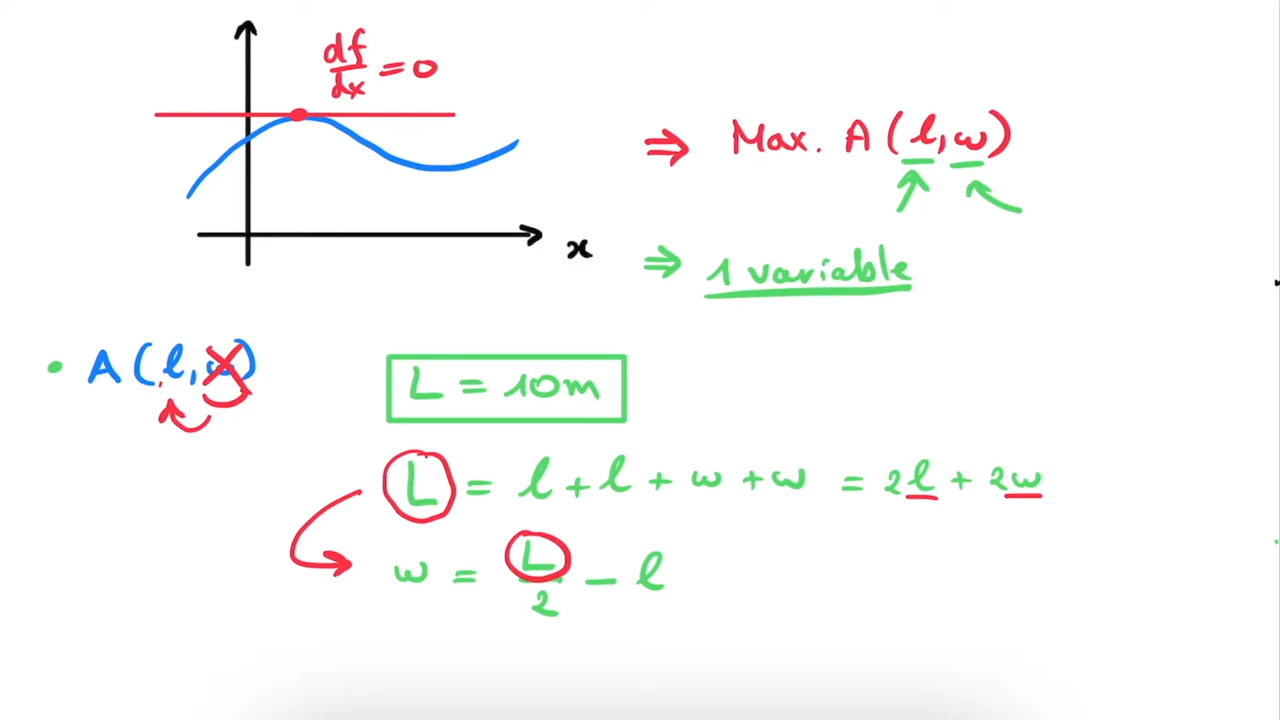 df/dx = 0
x
⇒ Max. A (l, w)
⇒ 1 variable
• A (l, w)
L = 10m
L = l + l + w + w = 2l + 2w
w = L/2 - l